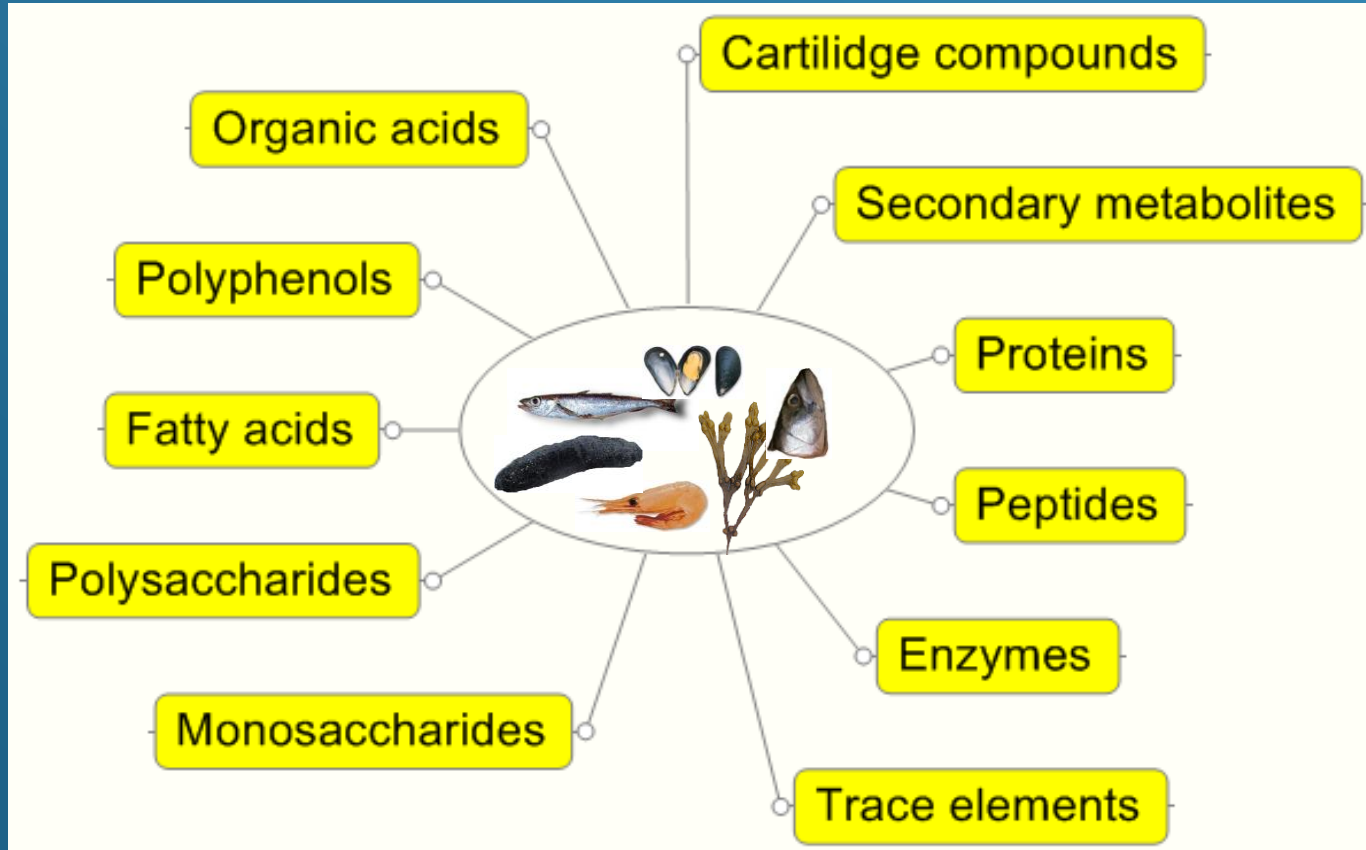 Cartilidge compounds
Organic acids
Secondary metabolites
Polyphenols
Proteins
Fatty acids
Peptides
Polysaccharides
Enzymes
Monosaccharides
Trace elements